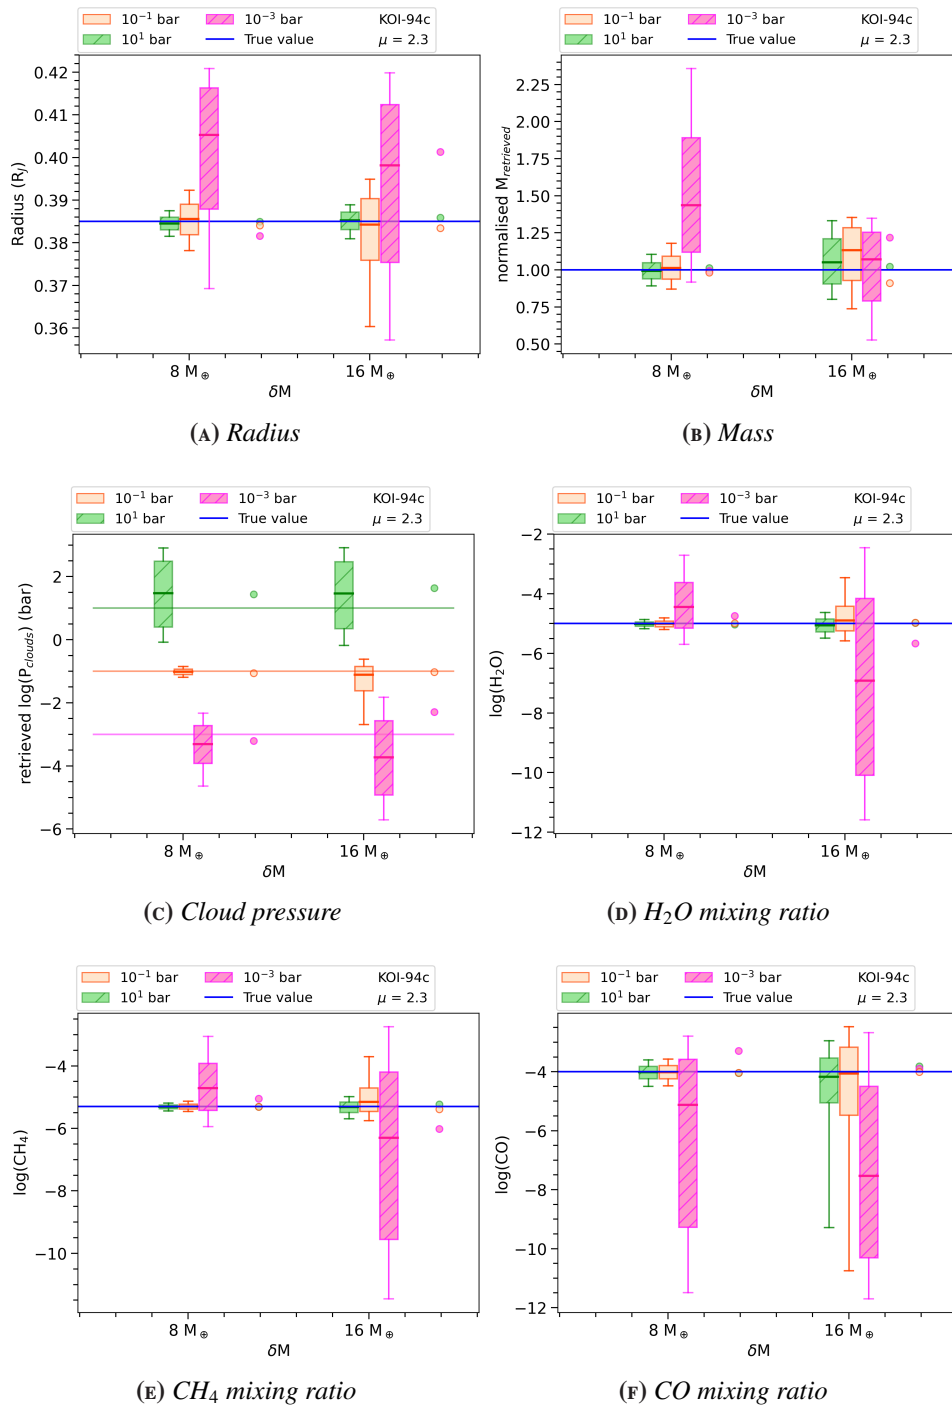 10⁻¹ bar 10⁻³ bar KOI-94c
10¹ bar True value μ = 2.3
0.42
0.41
0.40
0.39
0.38
0.37
0.36
Radius (R_J)
8 M⊕ 16 M⊕
δM
(A) Radius
10⁻¹ bar 10⁻³ bar KOI-94c
10¹ bar True value μ = 2.3
2.25
2.00
1.75
1.50
1.25
1.00
0.75
0.50
normalised M_retrieved
8 M⊕ 16 M⊕
δM
(B) Mass
10⁻¹ bar 10⁻³ bar KOI-94c
10¹ bar True value μ = 2.3
2
0
−2
−4
−6
retrieved log(P_clouds) (bar)
8 M⊕ 16 M⊕
δM
(C) Cloud pressure
10⁻¹ bar 10⁻³ bar KOI-94c
10¹ bar True value μ = 2.3
−2
−4
−6
−8
−10
−12
log(H₂O)
8 M⊕ 16 M⊕
δM
(D) H₂O mixing ratio
10⁻¹ bar 10⁻³ bar KOI-94c
10¹ bar True value μ = 2.3
−4
−6
−8
−10
log(CH₄)
8 M⊕ 16 M⊕
δM
(E) CH₄ mixing ratio
10⁻¹ bar 10⁻³ bar KOI-94c
10¹ bar True value μ = 2.3
−4
−6
−8
−10
−12
log(CO)
8 M⊕ 16 M⊕
δM
(F) CO mixing ratio